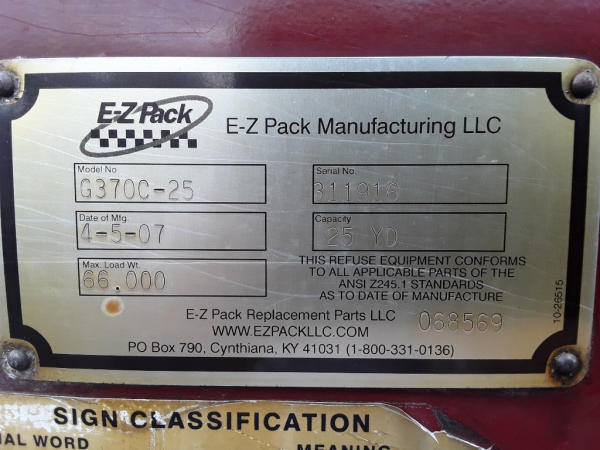 E-Z Pack
E-Z Pack Manufacturing LLC
Model No
G370C-25
Serial No.
311918
Date of Mfg.
4-5-07
Capacity
25 YD
Max. Load Wt.
66.000
THIS REFUSE EQUIPMENT CONFORMS
TO ALL APPLICABLE PARTS OF THE
ANSI Z245.1 STANDARDS
AS TO DATE OF MANUFACTURE
E-Z Pack Replacement Parts LLC
068569
WWW.EZPACKLLC.COM
PO Box 790, Cynthiana, KY 41031 (1-800-331-0136)
10-26515
SIGN CLASSIFICATION
AL WORD
MEANING